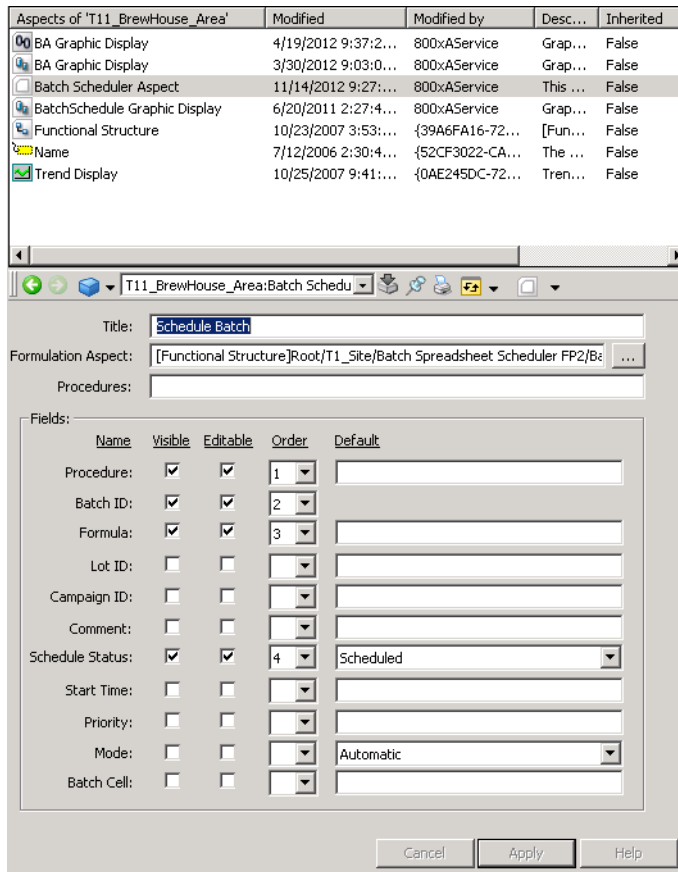 Aspects of 'T11_BrewHouse_Area' Modified Modified by Desc... Inherited
BA Graphic Display 4/19/2012 9:37:2... 800xAService Grap... False
BA Graphic Display 3/30/2012 9:03:0... 800xAService Grap... False
Batch Scheduler Aspect 11/14/2012 9:27:... 800xAService This ... False
BatchSchedule Graphic Display 6/20/2011 2:27:4... 800xAService Grap... False
Functional Structure 10/23/2007 3:53:... {39A6FA16-72... [Fun... False
Name 7/12/2006 2:30:4... {52CF3022-CA... The ... False
Trend Display 10/25/2007 9:41:... {0AE245DC-72... Tren... False
T11_BrewHouse_Area:Batch Schedu
Title: Schedule Batch
Formulation Aspect: [Functional Structure]Root/T1_Site/Batch Spreadsheet Scheduler FP2/Ba ...
Procedures:
Fields:
Name Visible Editable Order Default
Procedure: 1
Batch ID: 2
Formula: 3
Lot ID:
Campaign ID:
Comment:
Schedule Status: 4 Scheduled
Start Time:
Priority:
Mode: Automatic
Batch Cell:
Cancel Apply Help